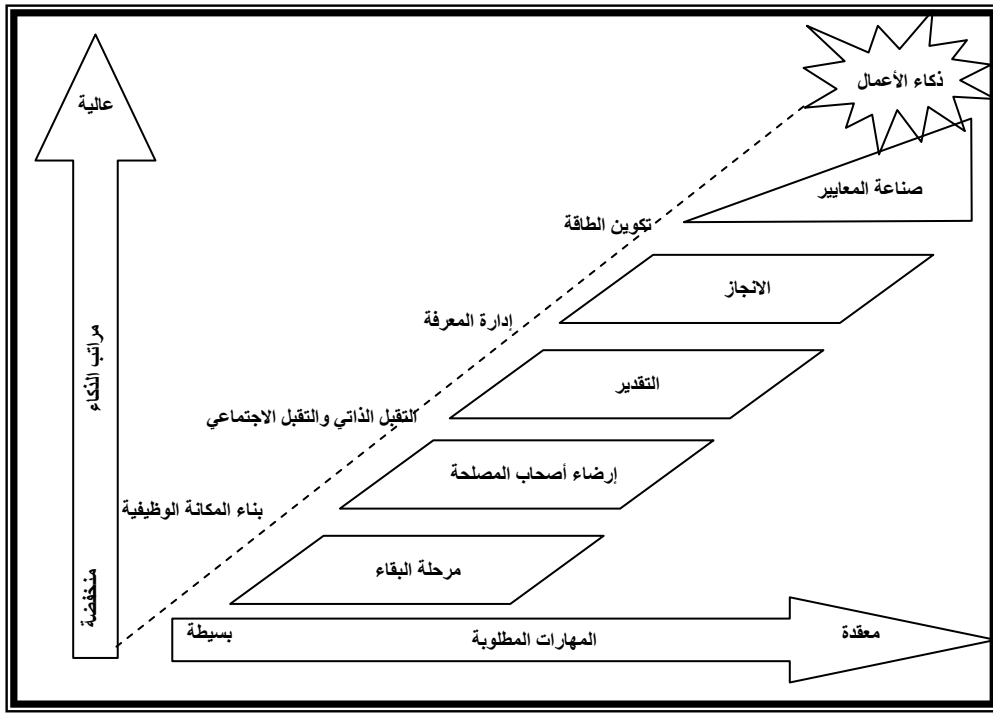 ذكاء الأعمال
عالية
صناعة المعايير
تكوين الطاقة
الانجاز
إدارة المعرفة
مراتب الذكاء
التقدير
التقبل الذاتي والتقبل الاجتماعي
إرضاء أصحاب المصلحة
بناء المكانة الوظيفية
مرحلة البقاء
منخفضة
بسيطة
المهارات المطلوبة
معقدة